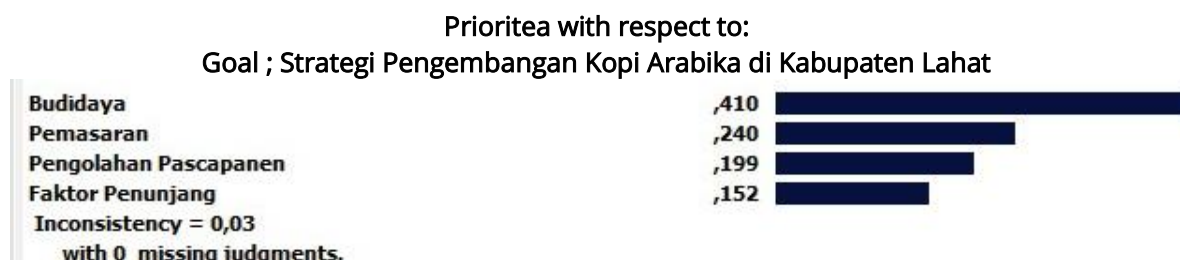 Prioritea with respect to:
Goal ; Strategi Pengembangan Kopi Arabika di Kabupaten Lahat
Budidaya ,410
Pemasaran ,240
Pengolahan Pascapanen ,199
Faktor Penunjang ,152
Inconsistency = 0,03
with 0 missing judgments.